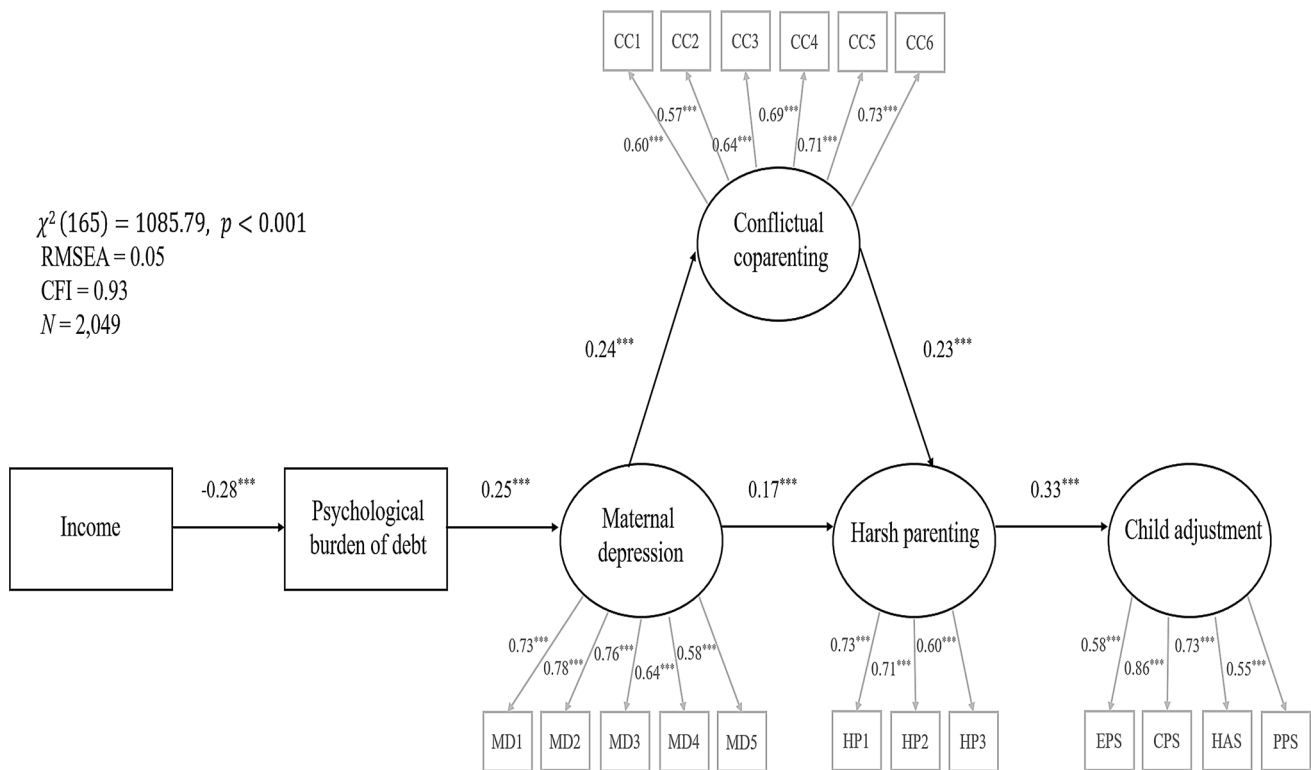 CC1 CC2 CC3 CC4 CC5 CC6
0.57*** 0.69*** 0.73***
0.60*** 0.64*** 0.71***
χ² (165) = 1085.79, p < 0.001
RMSEA = 0.05
CFI = 0.93
N = 2,049
Conflictual
coparenting
0.24*** 0.23***
Income
-0.28***
Psychological
burden of debt
0.25***
Maternal
depression
0.17***
Harsh parenting
0.33***
Child adjustment
0.73*** 0.76*** 0.58***
0.78*** 0.64***
0.73*** 0.60***
0.71***
0.58*** 0.73***
0.86*** 0.55***
MD1 MD2 MD3 MD4 MD5
HP1 HP2 HP3
EPS CPS HAS PPS